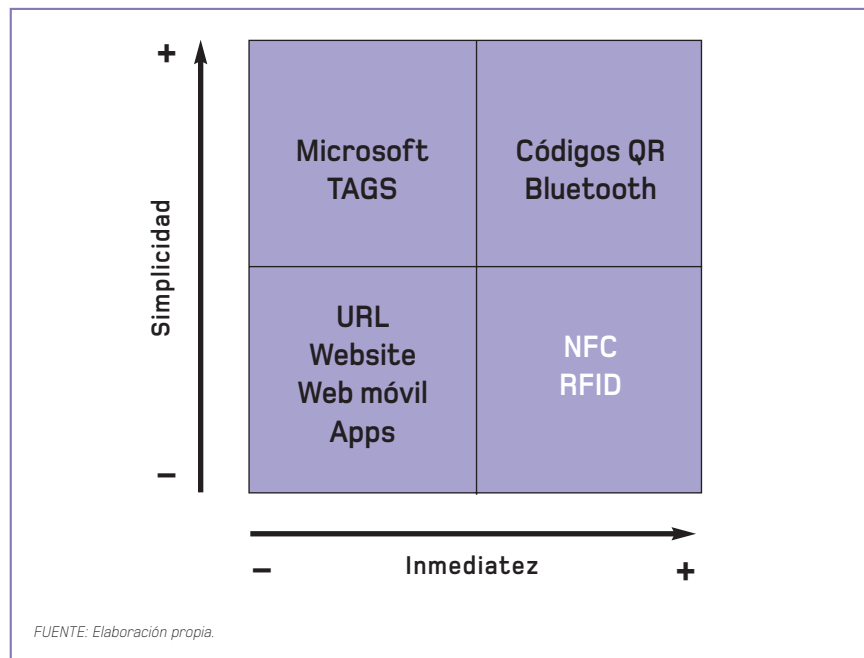 +
Simplicidad
–
Microsoft
TAGS
Códigos QR
Bluetooth
URL
Website
Web móvil
Apps
NFC
RFID
–
Inmediatez
+
FUENTE: Elaboración propia.